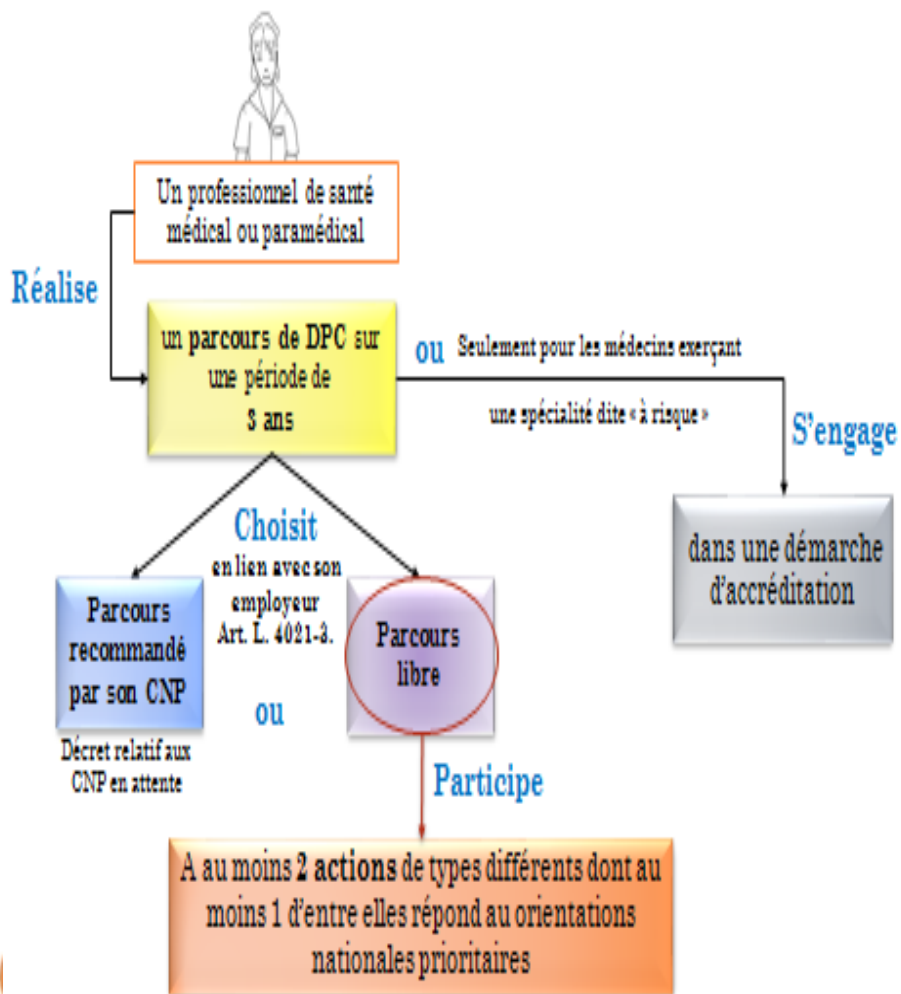 Un professionnel de santé
médical ou paramédical
Réalise
un parcours de DPC sur
une période de
3 ans
ou Seulement pour les médecins exerçant
une spécialité dite « à risque »
S'engage
dans une démarche
d'accréditation
Choisit
en lien avec son
employeur
Art. L. 4021-3.
ou
Parcours
recommandé
par son CNP
Décret relatif aux
CNP en attente
Parcours
libre
Participe
A au moins 2 actions de types différents dont au
moins 1 d'entre elles répond au orientations
nationales prioritaires